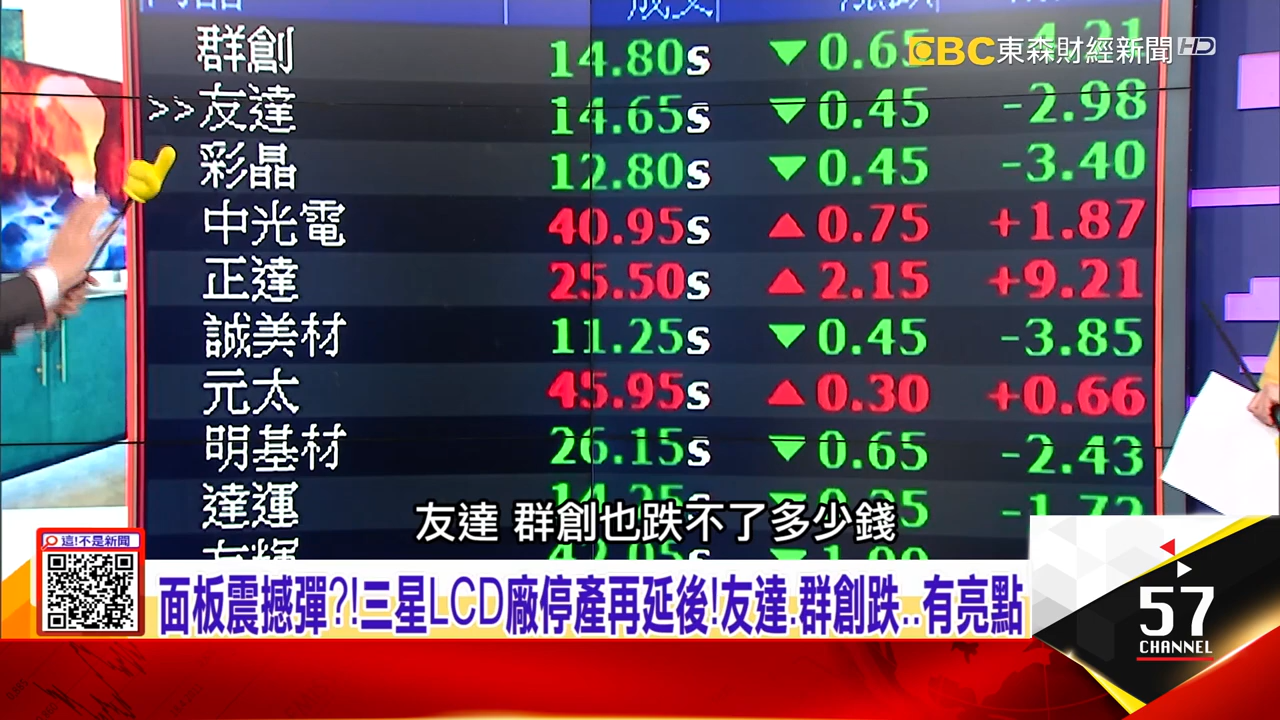 群創 14.80s ▼0.65 -4.21
EBC 東森財經新聞 HD
>>友達 14.65s ▼0.45 -2.98
彩晶 12.80s ▼0.45 -3.40
中光電 40.95s ▲0.75 +1.87
正達 25.50s ▲2.15 +9.21
誠美材 11.25s ▼0.45 -3.85
元太 45.95s ▲0.30 +0.66
明基材 26.15s ▼0.65 -2.43
達運 14.25s -1.72
友達 群創也跌不了多少錢
這!不是新聞
面板震撼彈?!三星LCD廠停產再延後!友達.群創跌..有亮點
57
CHANNEL